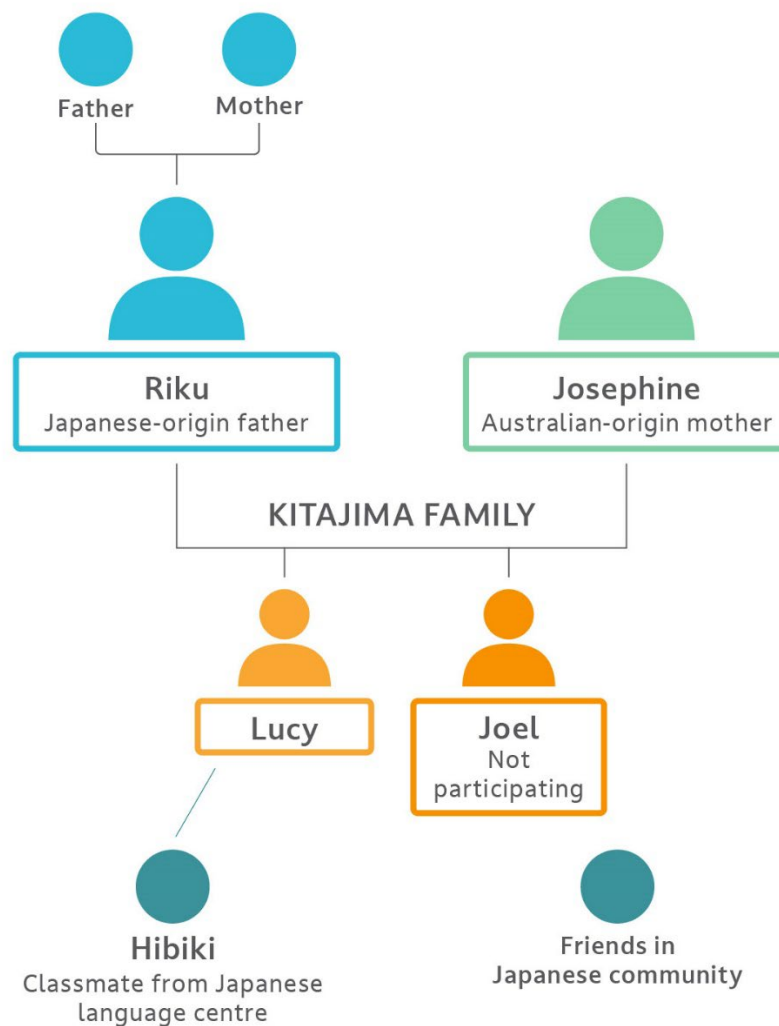 Father
Mother
Riku
Japanese-origin father
Josephine
Australian-origin mother
KITAJIMA FAMILY
Lucy
Joel
Not
participating
Hibiki
Classmate from Japanese
language centre
Friends in
Japanese community